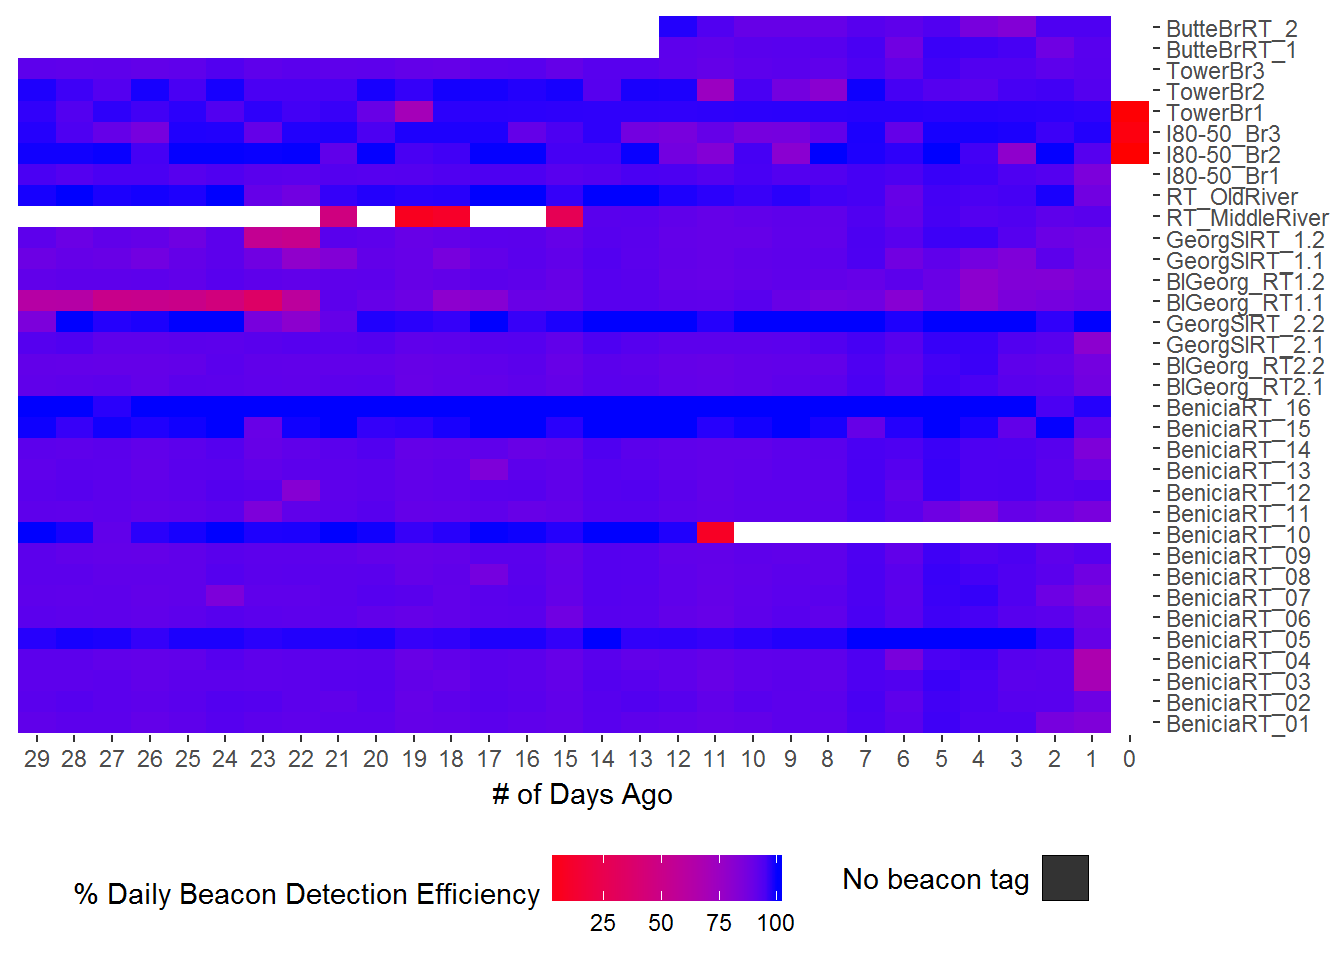 ButteBrRT_2
ButteBrRT_1
TowerBr3
TowerBr2
TowerBr1
I80-50_Br3
I80-50_Br2
I80-50_Br1
RT_OldRiver
RT_MiddleRiver
GeorgSlRT_1.2
GeorgSlRT_1.1
BlGeorg_RT1.2
BlGeorg_RT1.1
GeorgSlRT_2.2
GeorgSlRT_2.1
BlGeorg_RT2.2
BlGeorg_RT2.1
BeniciaRT_16
BeniciaRT_15
BeniciaRT_14
BeniciaRT_13
BeniciaRT_12
BeniciaRT_11
BeniciaRT_10
BeniciaRT_09
BeniciaRT_08
BeniciaRT_07
BeniciaRT_06
BeniciaRT_05
BeniciaRT_04
BeniciaRT_03
BeniciaRT_02
BeniciaRT_01
29 28 27 26 25 24 23 22 21 20 19 18 17 16 15 14 13 12 11 10 9 8 7 6 5 4 3 2 1 0
# of Days Ago
% Daily Beacon Detection Efficiency
25 50 75 100
No beacon tag